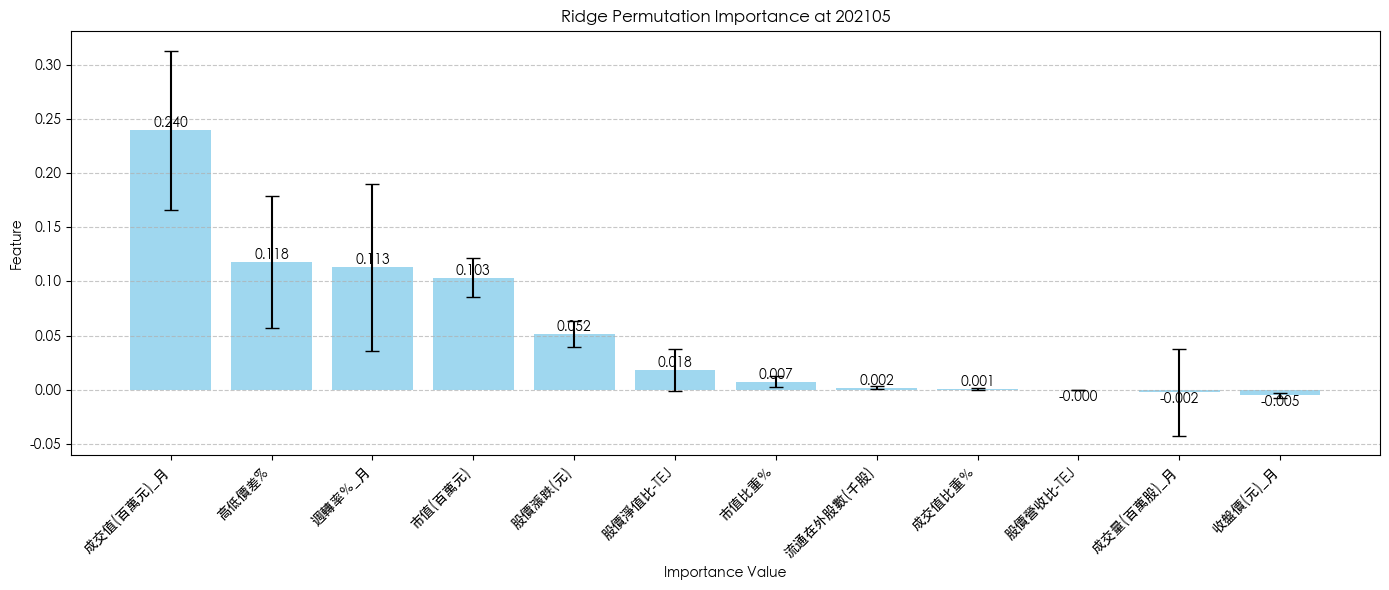 Ridge Permutation Importance at 202105
Feature
0.30
0.25
0.20
0.15
0.10
0.05
0.00
-0.05
0.240
0.118
0.113
0.103
0.052
0.018
0.007
0.002
0.001
-0.000
-0.002
-0.005
成交值(百萬元)_月
高低價差%
週轉率%_月
市值(百萬元)
股價漲跌(元)
股價淨值比-TEJ
市值比重%
流通在外股數(千股)
成交值比重%
股價營收比-TEJ
成交量(百萬股)_月
收盤價(元)_月
Importance Value